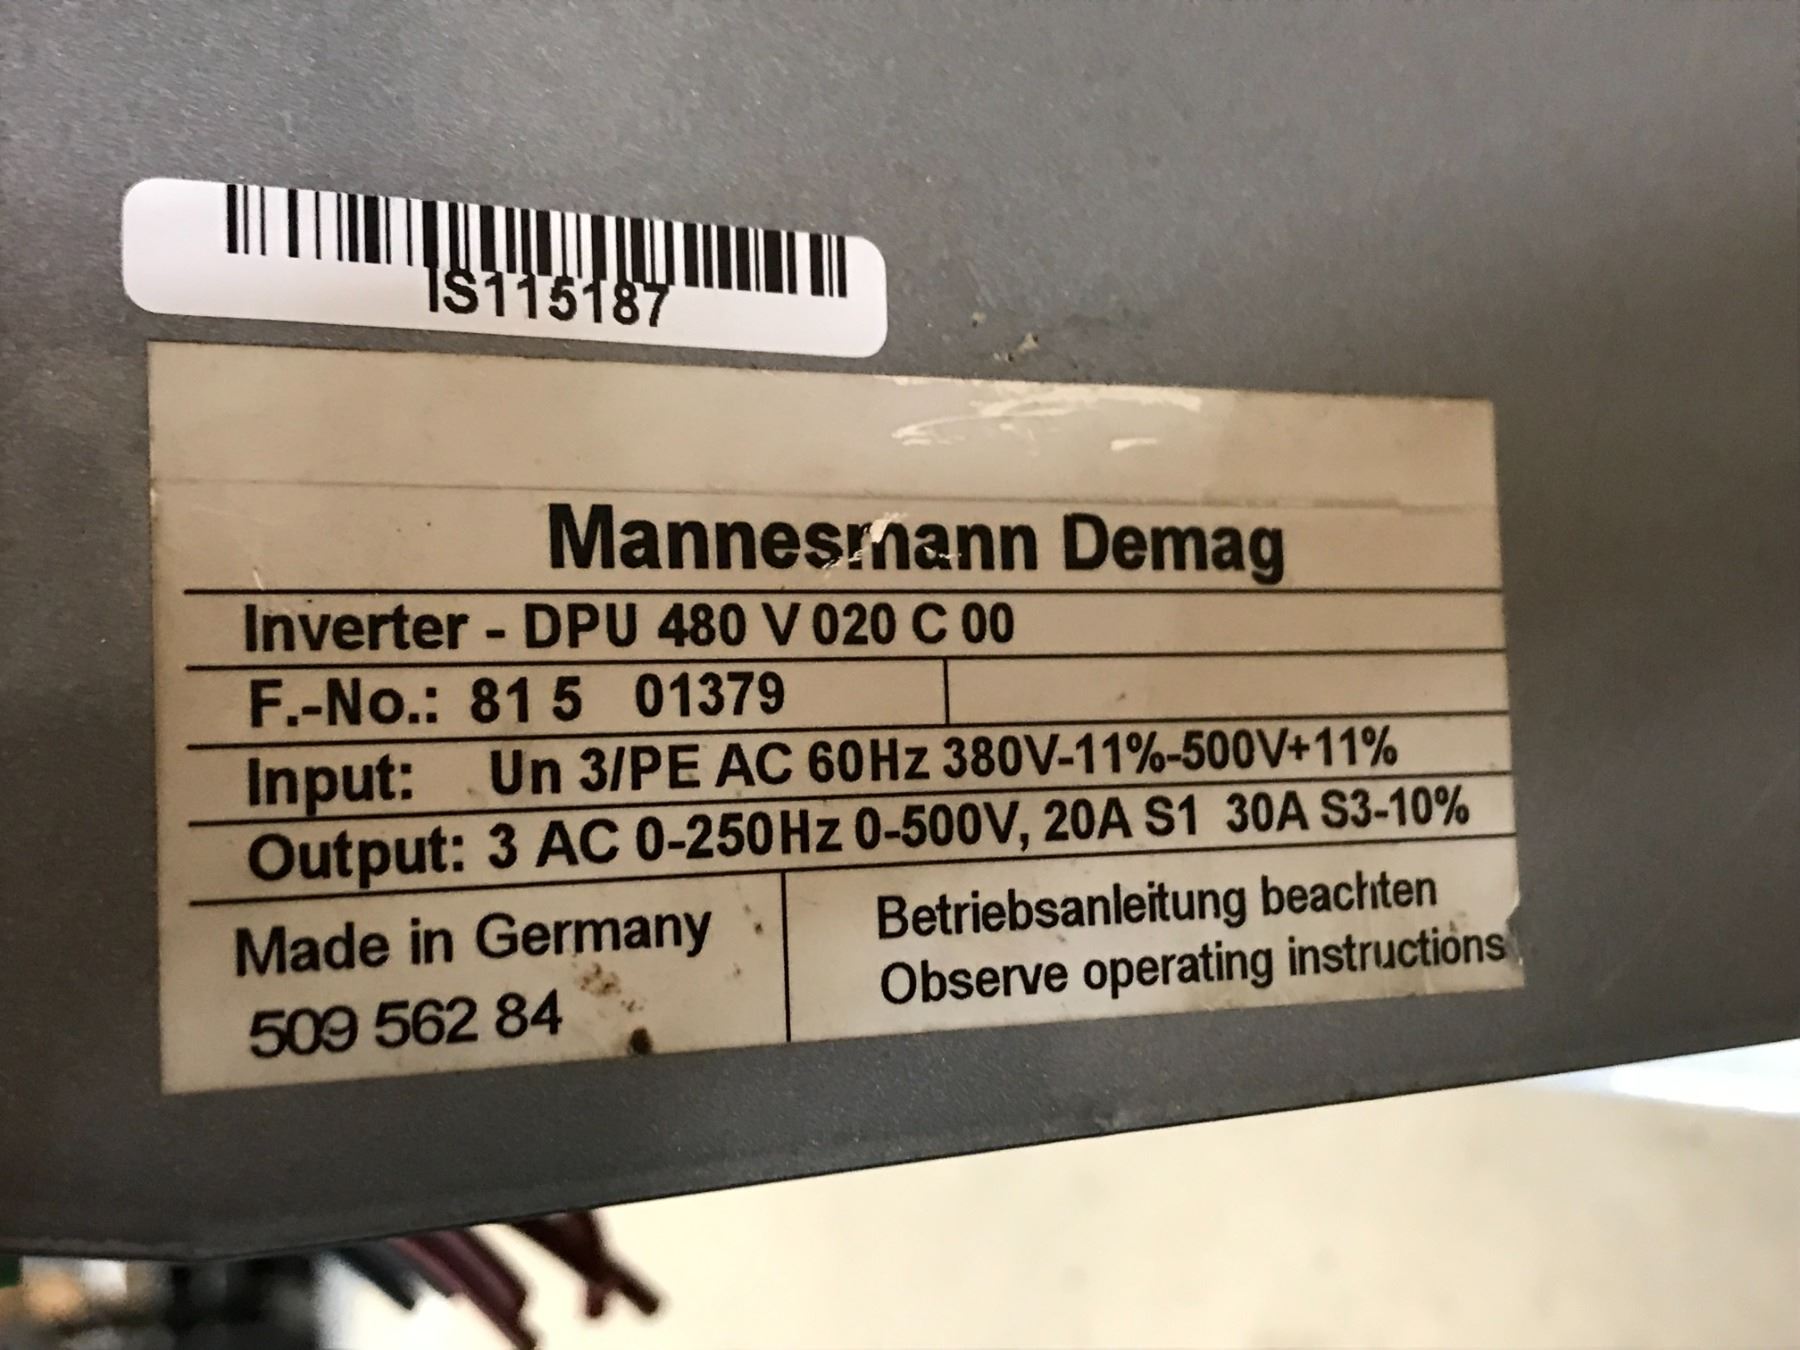 IS115187
Mannesmann Demag
Inverter - DPU 480 V 020 C 00
F.-No.: 81 5 01379
Input: Un 3/PE AC 60Hz 380V-11%-500V+11%
Output: 3 AC 0-250Hz 0-500V, 20A S1 30A S3-10%
Made in Germany
509 562 84
Betriebsanleitung beachten
Observe operating instructions